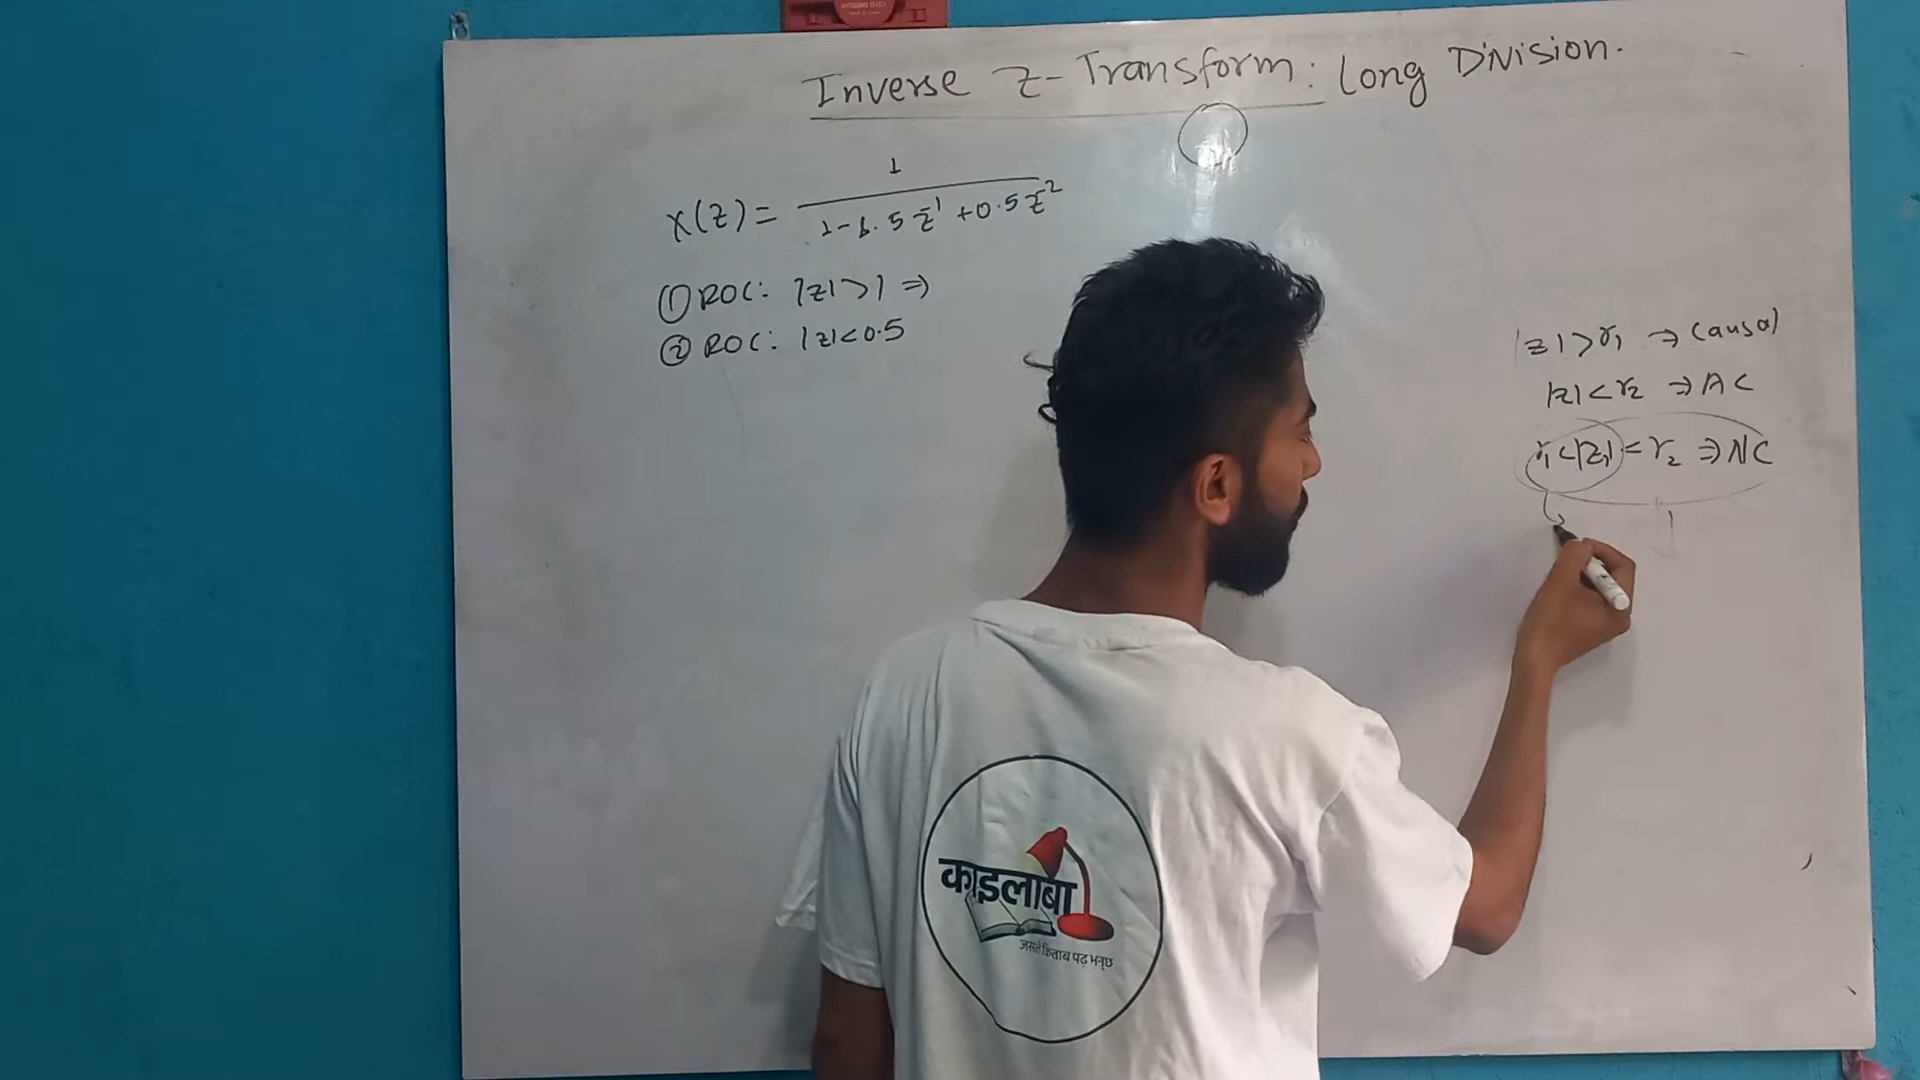 Inverse Z-Transform: Long Division.
X(z) = 1 / 1-1.5z^-1 +0.5z^-2
① ROC: |z|>1 ⇒
② ROC: |z|<0.5
|z|>r₁ ⇒ Causal
|z|<r₂ ⇒ AC
r₁<|z|=r₂ ⇒ NC
काइलाबा
जसले किताब पढ्छ भन्छ